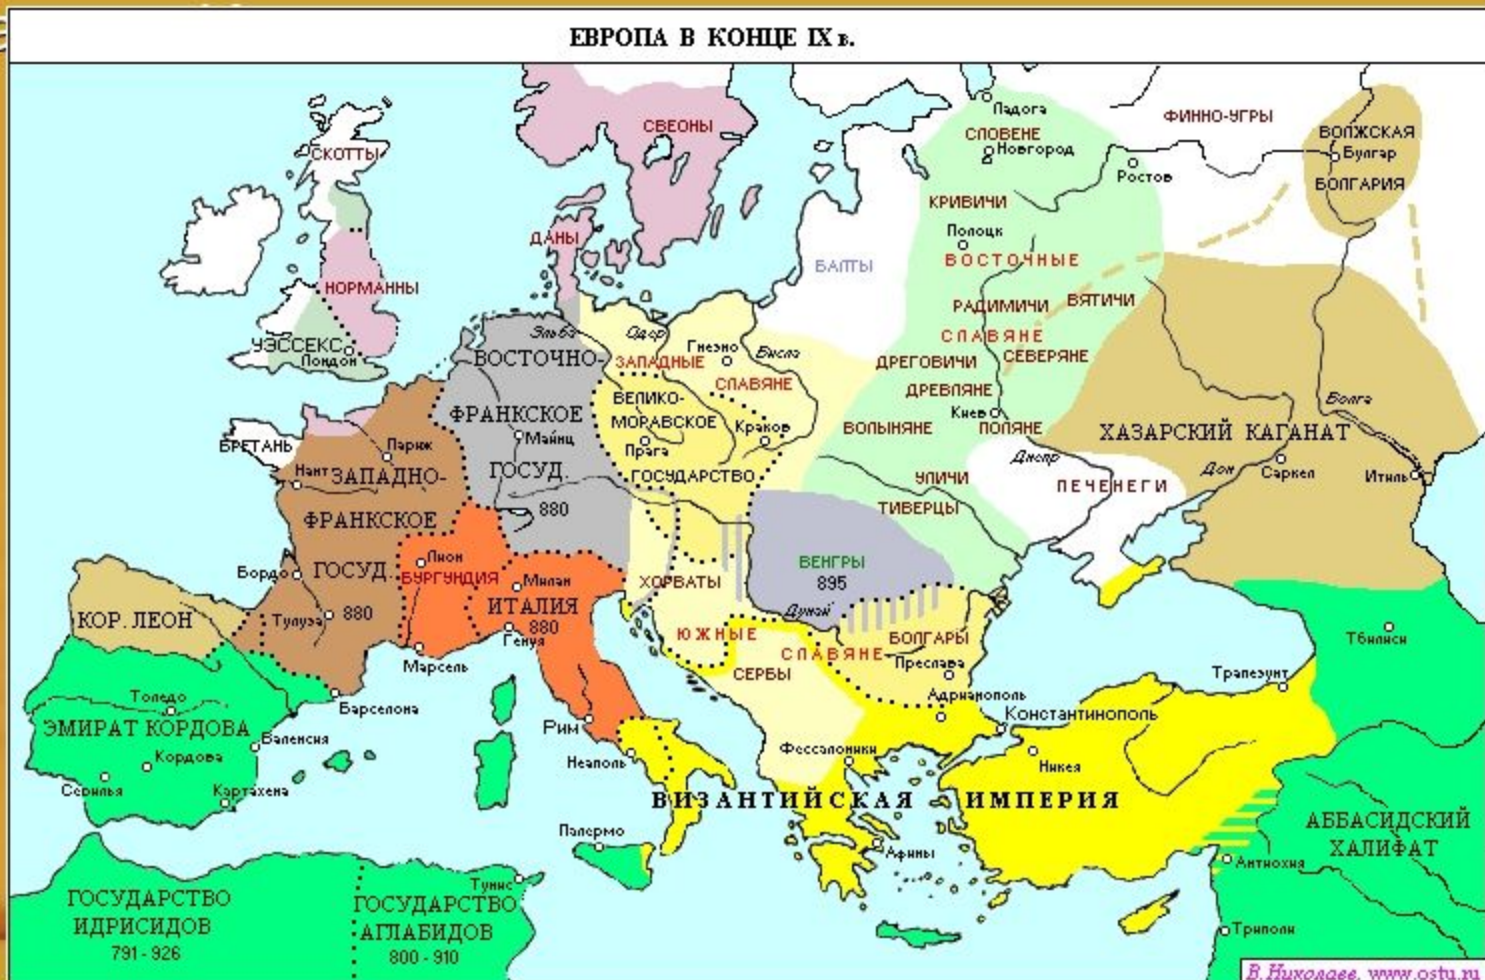 ЕВРОПА В КОНЦЕ IX в.
СКОТТЫ
НОРМАННЫ
УЭССЕКС
Лондон
СВЕОНЫ
ДАНЫ
Ладога
СЛОВЕНЕ
Новгород
ФИННО-УГРЫ
Ростов
ВОЛЖСКАЯ
Булгар
БОЛГАРИЯ
КРИВИЧИ
Полоцк
ВОСТОЧНЫЕ
БАЛТЫ
РАДИМИЧИ
ВЯТИЧИ
СЛАВЯНЕ
СЕВЕРЯНЕ
ДРЕГОВИЧИ
ДРЕВЛЯНЕ
Киев
ПОЛЯНЕ
ВОЛЫНЯНЕ
Днепр
УЛИЧИ
ТИВЕРЦЫ
ПЕЧЕНЕГИ
ХАЗАРСКИЙ КАГАНАТ
Волга
Дон
Саркел
Итиль
Эльба
Одер
Гнезно
Висла
ЗАПАДНЫЕ
СЛАВЯНЕ
ВЕЛИКО-
МОРАВСКОЕ
Прага
Краков
ГОСУДАРСТВО
ВОСТОЧНО-
ФРАНКСКОЕ
Майнц
ГОСУД.
880
БРЕТАНЬ
Париж
Нант
ЗАПАДНО-
ФРАНКСКОЕ
Бордо
ГОСУД.
Тулуза
880
Лион
БУРГУНДИЯ
Марсель
Милан
ИТАЛИЯ
880
Генуя
Рим
Неаполь
Палермо
ХОРВАТЫ
ВЕНГРЫ
895
Дунай
ЮЖНЫЕ
СЛАВЯНЕ
СЕРБЫ
БОЛГАРЫ
Преслава
Адрианополь
Константинополь
Фессалоники
Никея
ВИЗАНТИЙСКАЯ ИМПЕРИЯ
Афины
Трапезунт
Тбилиси
АББАСИДСКИЙ
ХАЛИФАТ
Антиохия
Триполи
КОР. ЛЕОН
Толедо
Барселона
ЭМИРАТ КОРДОВА
Валенсия
Кордова
Севилья
Картахена
ГОСУДАРСТВО
ИДРИСИДОВ
791 - 926
Тунис
ГОСУДАРСТВО
АГЛАБИДОВ
800 - 910
В.Николаев, www.ostu.ru